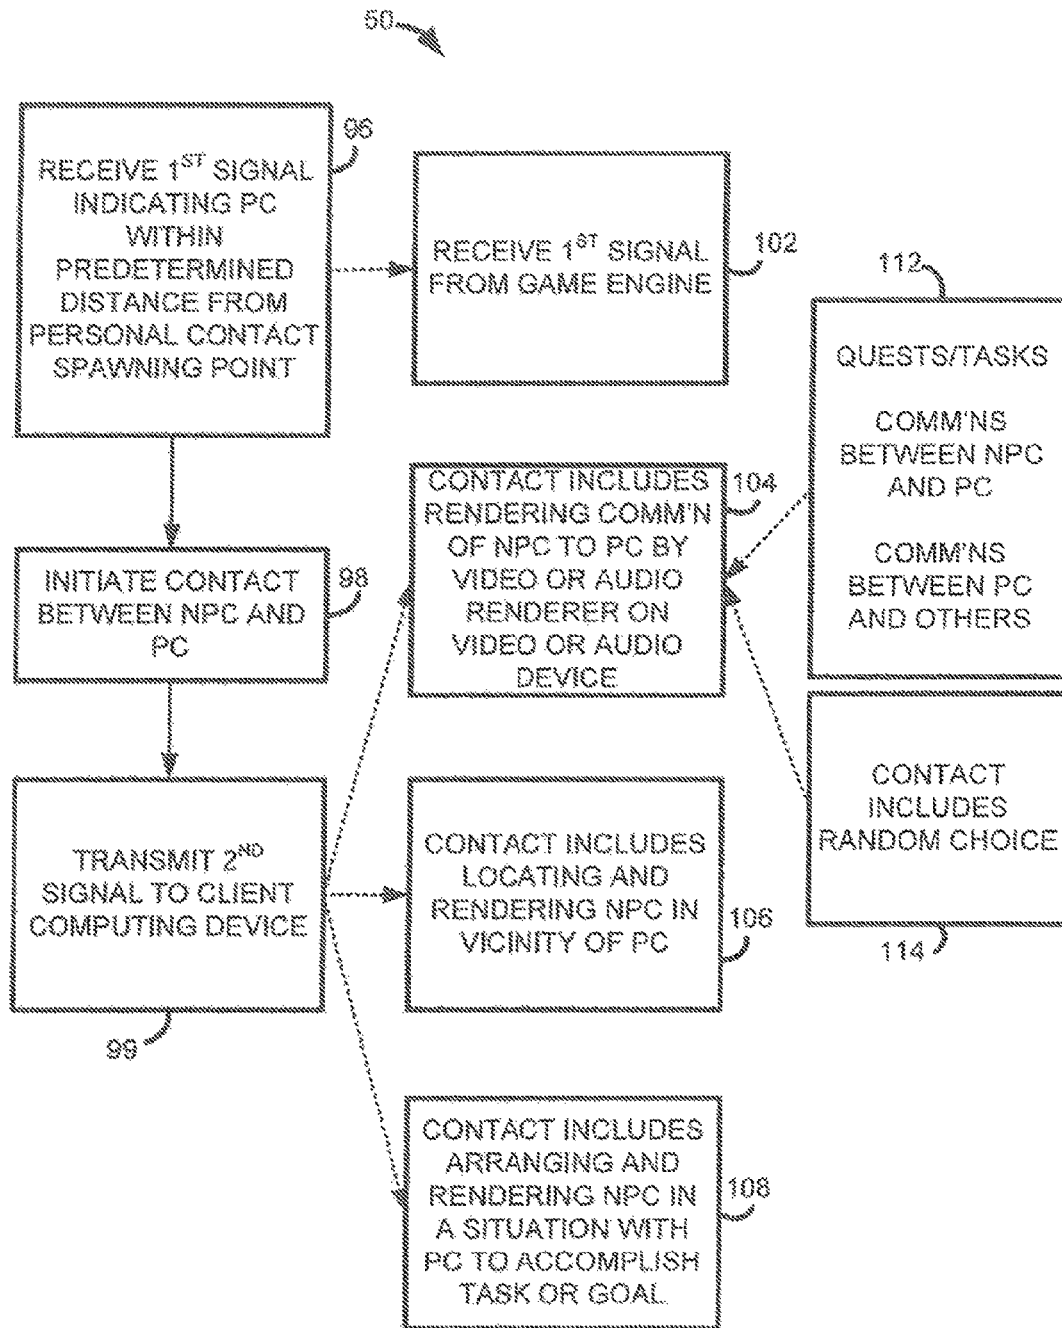 60
RECEIVE 1ST SIGNAL
INDICATING PC
WITHIN
PREDETERMINED
DISTANCE FROM
PERSONAL CONTACT
SPAWNING POINT
96
RECEIVE 1ST SIGNAL
FROM GAME ENGINE
102
112
QUESTS/TASKS
COMM'NS
BETWEEN NPC
AND PC
COMM'NS
BETWEEN PC
AND OTHERS
INITIATE CONTACT
BETWEEN NPC AND
PC
98
CONTACT INCLUDES
RENDERING COMM'N
OF NPC TO PC BY
VIDEO OR AUDIO
RENDERER ON
VIDEO OR AUDIO
DEVICE
104
CONTACT
INCLUDES
RANDOM CHOICE
114
TRANSMIT 2ND
SIGNAL TO CLIENT
COMPUTING DEVICE
99
CONTACT INCLUDES
LOCATING AND
RENDERING NPC IN
VICINITY OF PC
106
CONTACT INCLUDES
ARRANGING AND
RENDERING NPC IN
A SITUATION WITH
PC TO ACCOMPLISH
TASK OR GOAL
108